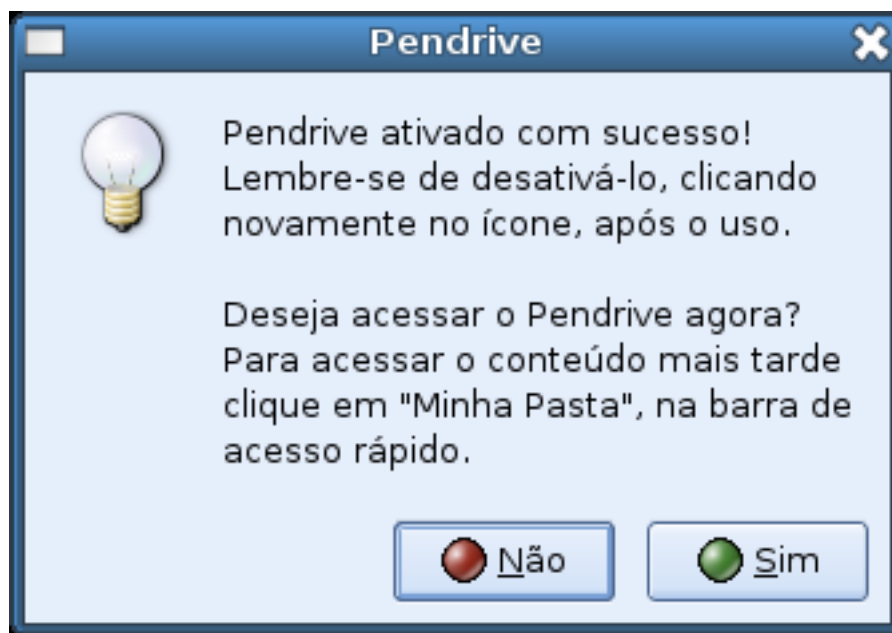 Pendrive
Pendrive ativado com sucesso!
Lembre-se de desativá-lo, clicando
novamente no ícone, após o uso.
Deseja acessar o Pendrive agora?
Para acessar o conteúdo mais tarde
clique em "Minha Pasta", na barra de
acesso rápido.
Não
Sim